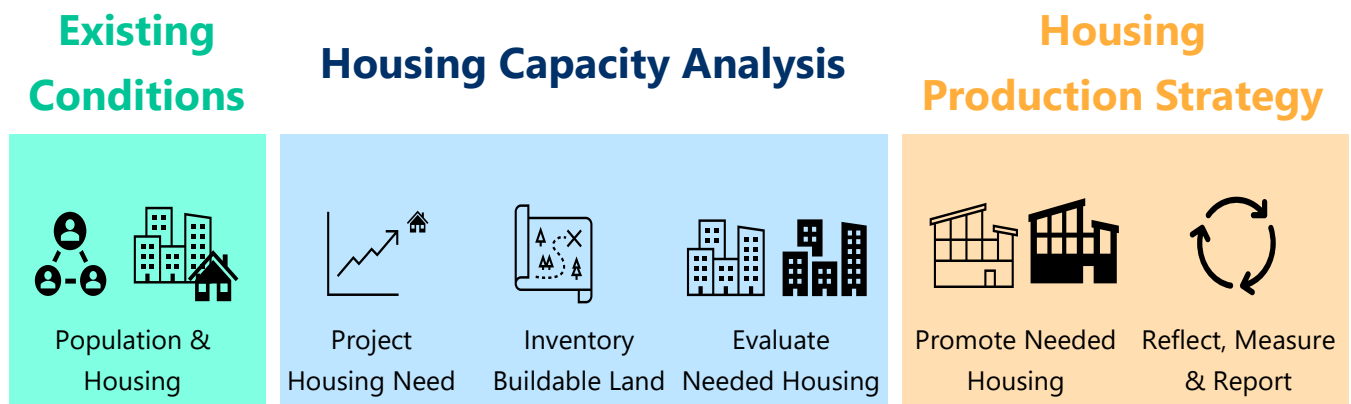 Existing
Conditions
Housing Capacity Analysis
Housing
Production Strategy
Population &
Housing
Project
Housing Need
Inventory
Buildable Land
Evaluate
Needed Housing
Promote Needed
Housing
Reflect, Measure
& Report